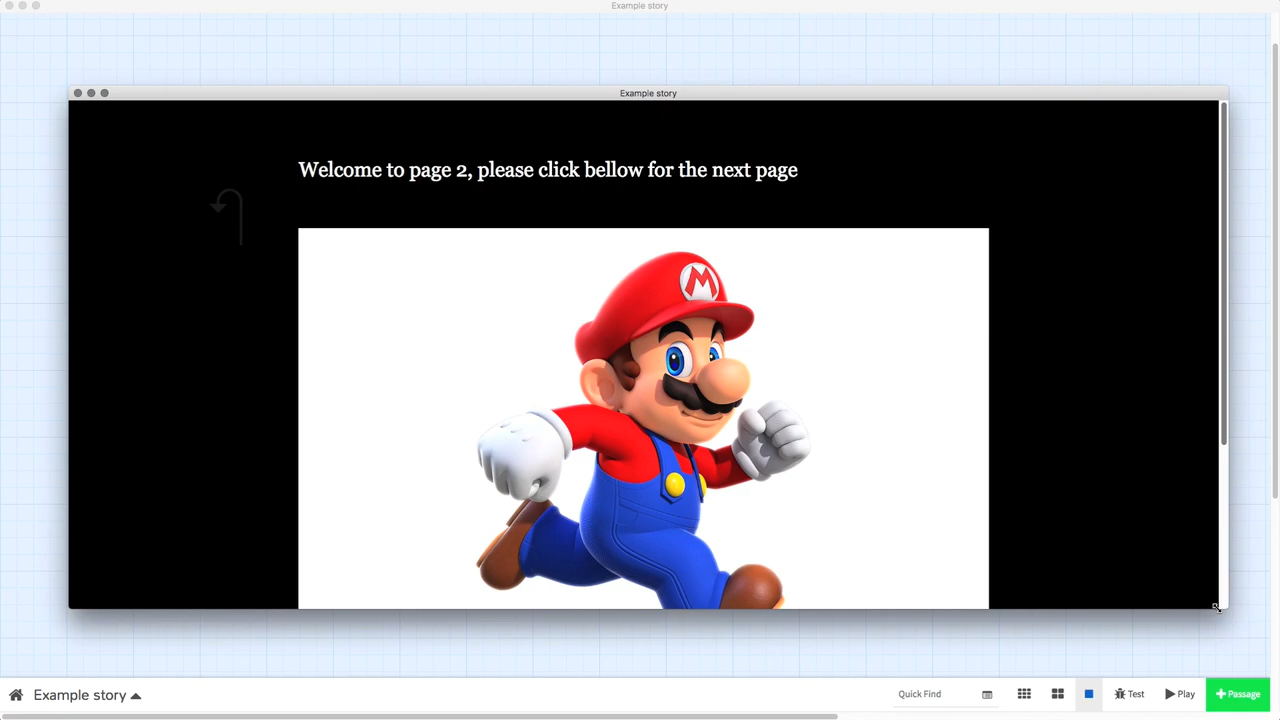 Example story
Example story
Welcome to page 2, please click bellow for the next page
M
Example story
Quick Find
Test
Play
Passage